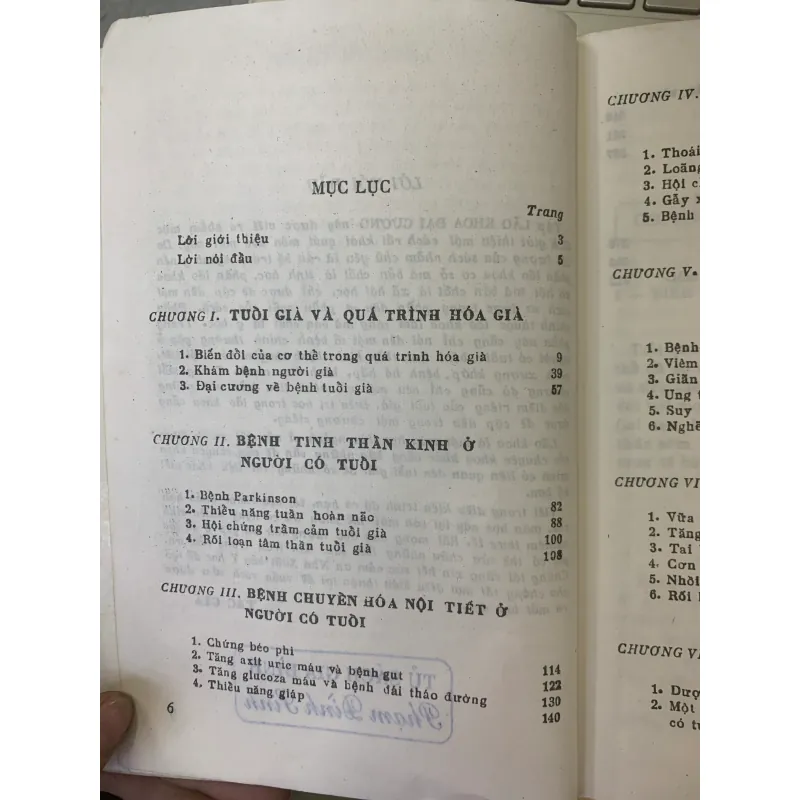 MỤC LỤC
Trang
Lời giới thiệu 3
Lời nói đầu 5
CHƯƠNG I. TUỔI GIÀ VÀ QUÁ TRÌNH HÓA GIÀ
1. Biến đổi của cơ thể trong quá trình hóa già 9
2. Khám bệnh người già 39
3. Đại cương về bệnh tuổi già 57
CHƯƠNG II. BỆNH TINH THẦN KINH Ở
NGƯỜI CÓ TUỔI
1. Bệnh Parkinson 82
2. Thiểu năng tuần hoàn não 88
3. Hội chứng trầm cảm tuổi già 100
4. Rối loạn tâm thần tuổi già 108
CHƯƠNG III. BỆNH CHUYỂN HÓA NỘI TIẾT Ở
NGƯỜI CÓ TUỔI
1. Chứng béo phì 114
2. Tăng axit uric máu và bệnh gut 122
3. Tăng glucoza máu và bệnh đái tháo đường 130
4. Thiểu năng giáp 140
6
CHƯƠNG IV.
1. Thoái
2. Loãng
3. Hội c
4. Gẫy x
5. Bệnh
CHƯƠNG V.
1. Bệnh
2. Viêm
3. Giãn
4. Ung t
5. Suy
6. Nghẽ
CHƯƠNG VI
1. Vữa
2. Tăng
3. Tai
4. Cơn
5. Nhồi
6. Rối l
CHƯƠNG VI
1. Dượ
2. Một
có tu